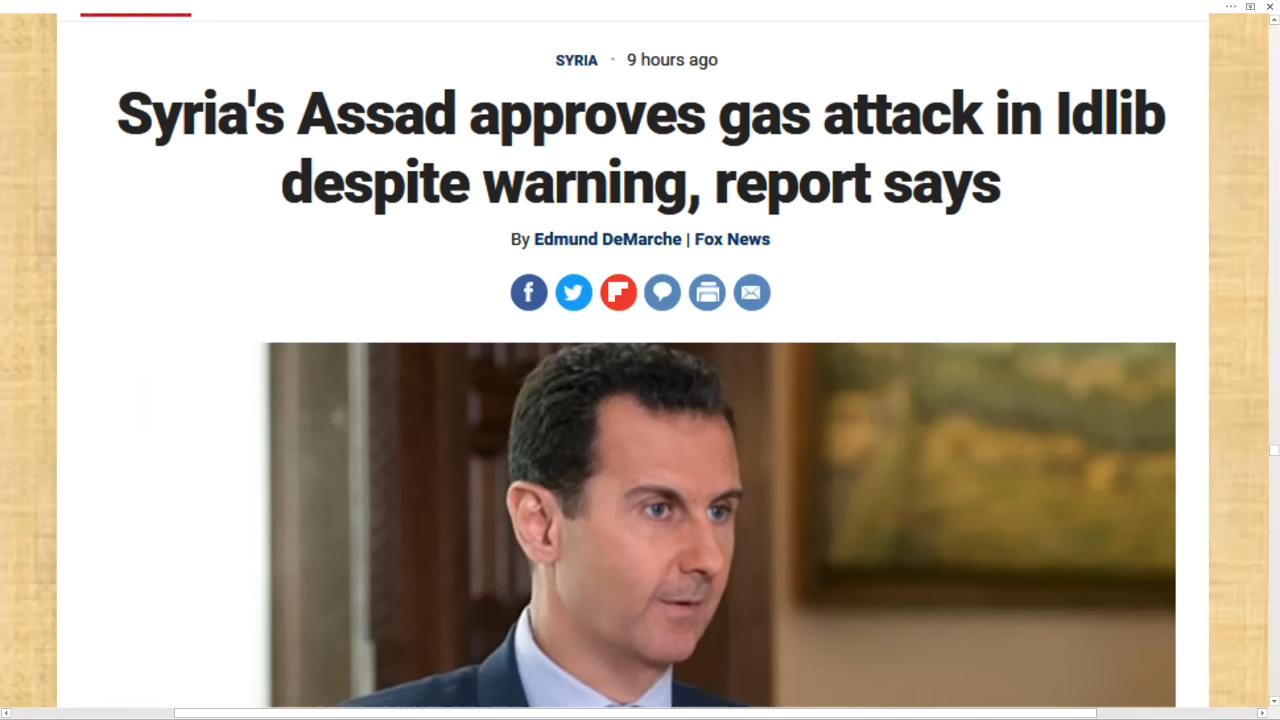 SYRIA · 9 hours ago
Syria's Assad approves gas attack in Idlib
despite warning, report says
By Edmund DeMarche | Fox News